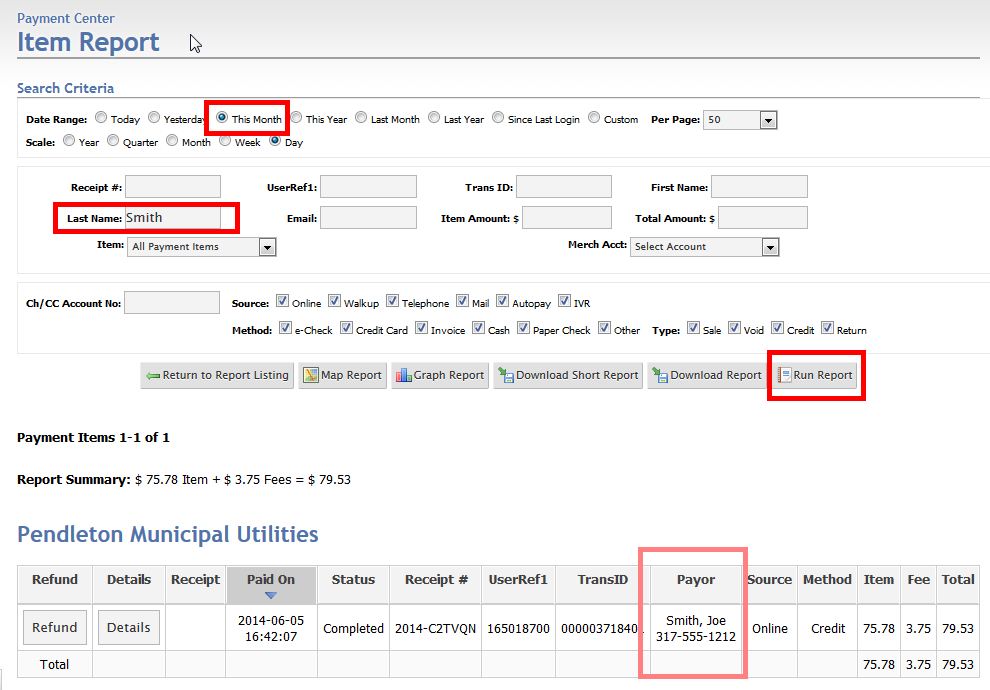 Payment Center
Item Report
Search Criteria
Date Range: Today Yesterday This Month This Year Last Month Last Year Since Last Login Custom Per Page: 50
Scale: Year Quarter Month Week Day
Receipt #: UserRef1: Trans ID: First Name:
Last Name: Smith Email: Item Amount: $ Total Amount: $
Item: All Payment Items Merch Acct: Select Account
Ch/CC Account No: Source: Online Walkup Telephone Mail Autopay IVR
Method: e-Check Credit Card Invoice Cash Paper Check Other Type: Sale Void Credit Return
Return to Report Listing Map Report Graph Report Download Short Report Download Report Run Report
Payment Items 1-1 of 1
Report Summary: $ 75.78 Item + $ 3.75 Fees = $ 79.53
Pendleton Municipal Utilities
Refund Details Receipt Paid On Status Receipt # UserRef1 TransID Payor Source Method Item Fee Total
Refund Details 2014-06-05 16:42:07 Completed 2014-C2TVQN 165018700 00000371840 Smith, Joe 317-555-1212 Online Credit 75.78 3.75 79.53
Total 75.78 3.75 79.53